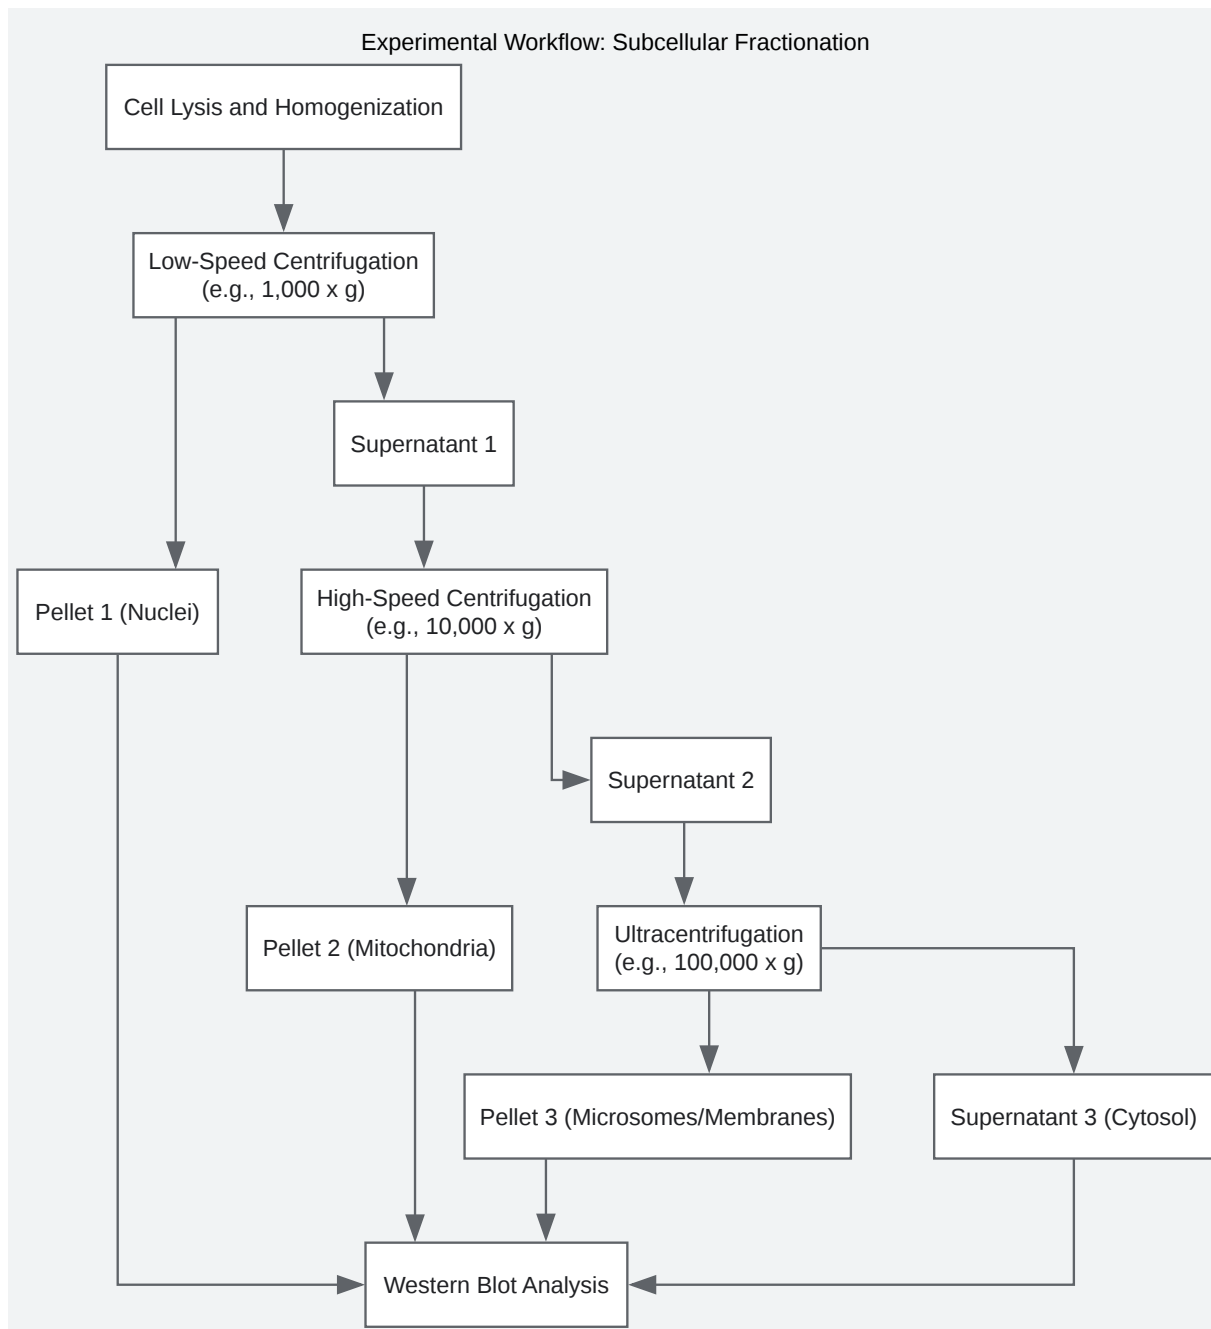 Experimental Workflow: Subcellular Fractionation
Cell Lysis and Homogenization
Low-Speed Centrifugation
(e.g., 1,000 x g)
Supernatant 1
Pellet 1 (Nuclei)
High-Speed Centrifugation
(e.g., 10,000 x g)
Supernatant 2
Pellet 2 (Mitochondria)
Ultracentrifugation
(e.g., 100,000 x g)
Pellet 3 (Microsomes/Membranes)
Supernatant 3 (Cytosol)
Western Blot Analysis